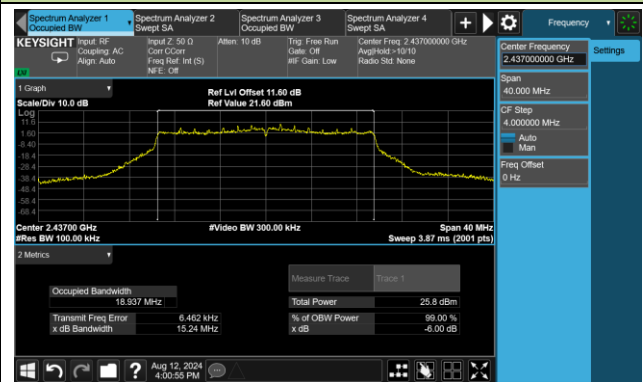 Spectrum Analyzer 1
Occupied BW
Spectrum Analyzer 2
Swept SA
Spectrum Analyzer 3
Occupied BW
Spectrum Analyzer 4
Swept SA
Frequency
KEYSIGHT
Input: RF
Coupling: AC
Align: Auto
Input Z: 50 Ω
Corr CCorr
Freq Ref: Int (S)
NFE: Off
Atten: 10 dB
Trig: Free Run
Gate: Off
#IF Gain: Low
Center Freq: 2.437000000 GHz
Avg|Hold:>10/10
Radio Std: None
Center Frequency
2.437000000 GHz
Settings
Span
40.000 MHz
CF Step
4.000000 MHz
Auto
Man
Freq Offset
0 Hz
1 Graph
Scale/Div 10.0 dB
Ref Lvl Offset 11.60 dB
Ref Value 21.60 dBm
Log
11.6
1.60
-8.40
-18.4
-28.4
-38.4
-48.4
-58.4
-68.4
Center 2.43700 GHz
#Res BW 100.00 kHz
#Video BW 300.00 kHz
Span 40 MHz
Sweep 3.87 ms (2001 pts)
2 Metrics
Measure Trace
Trace 1
Occupied Bandwidth
18.937 MHz
Total Power
25.8 dBm
Transmit Freq Error
6.462 kHz
% of OBW Power
99.00 %
x dB Bandwidth
15.24 MHz
x dB
-6.00 dB
Aug 12, 2024
4:00:55 PM